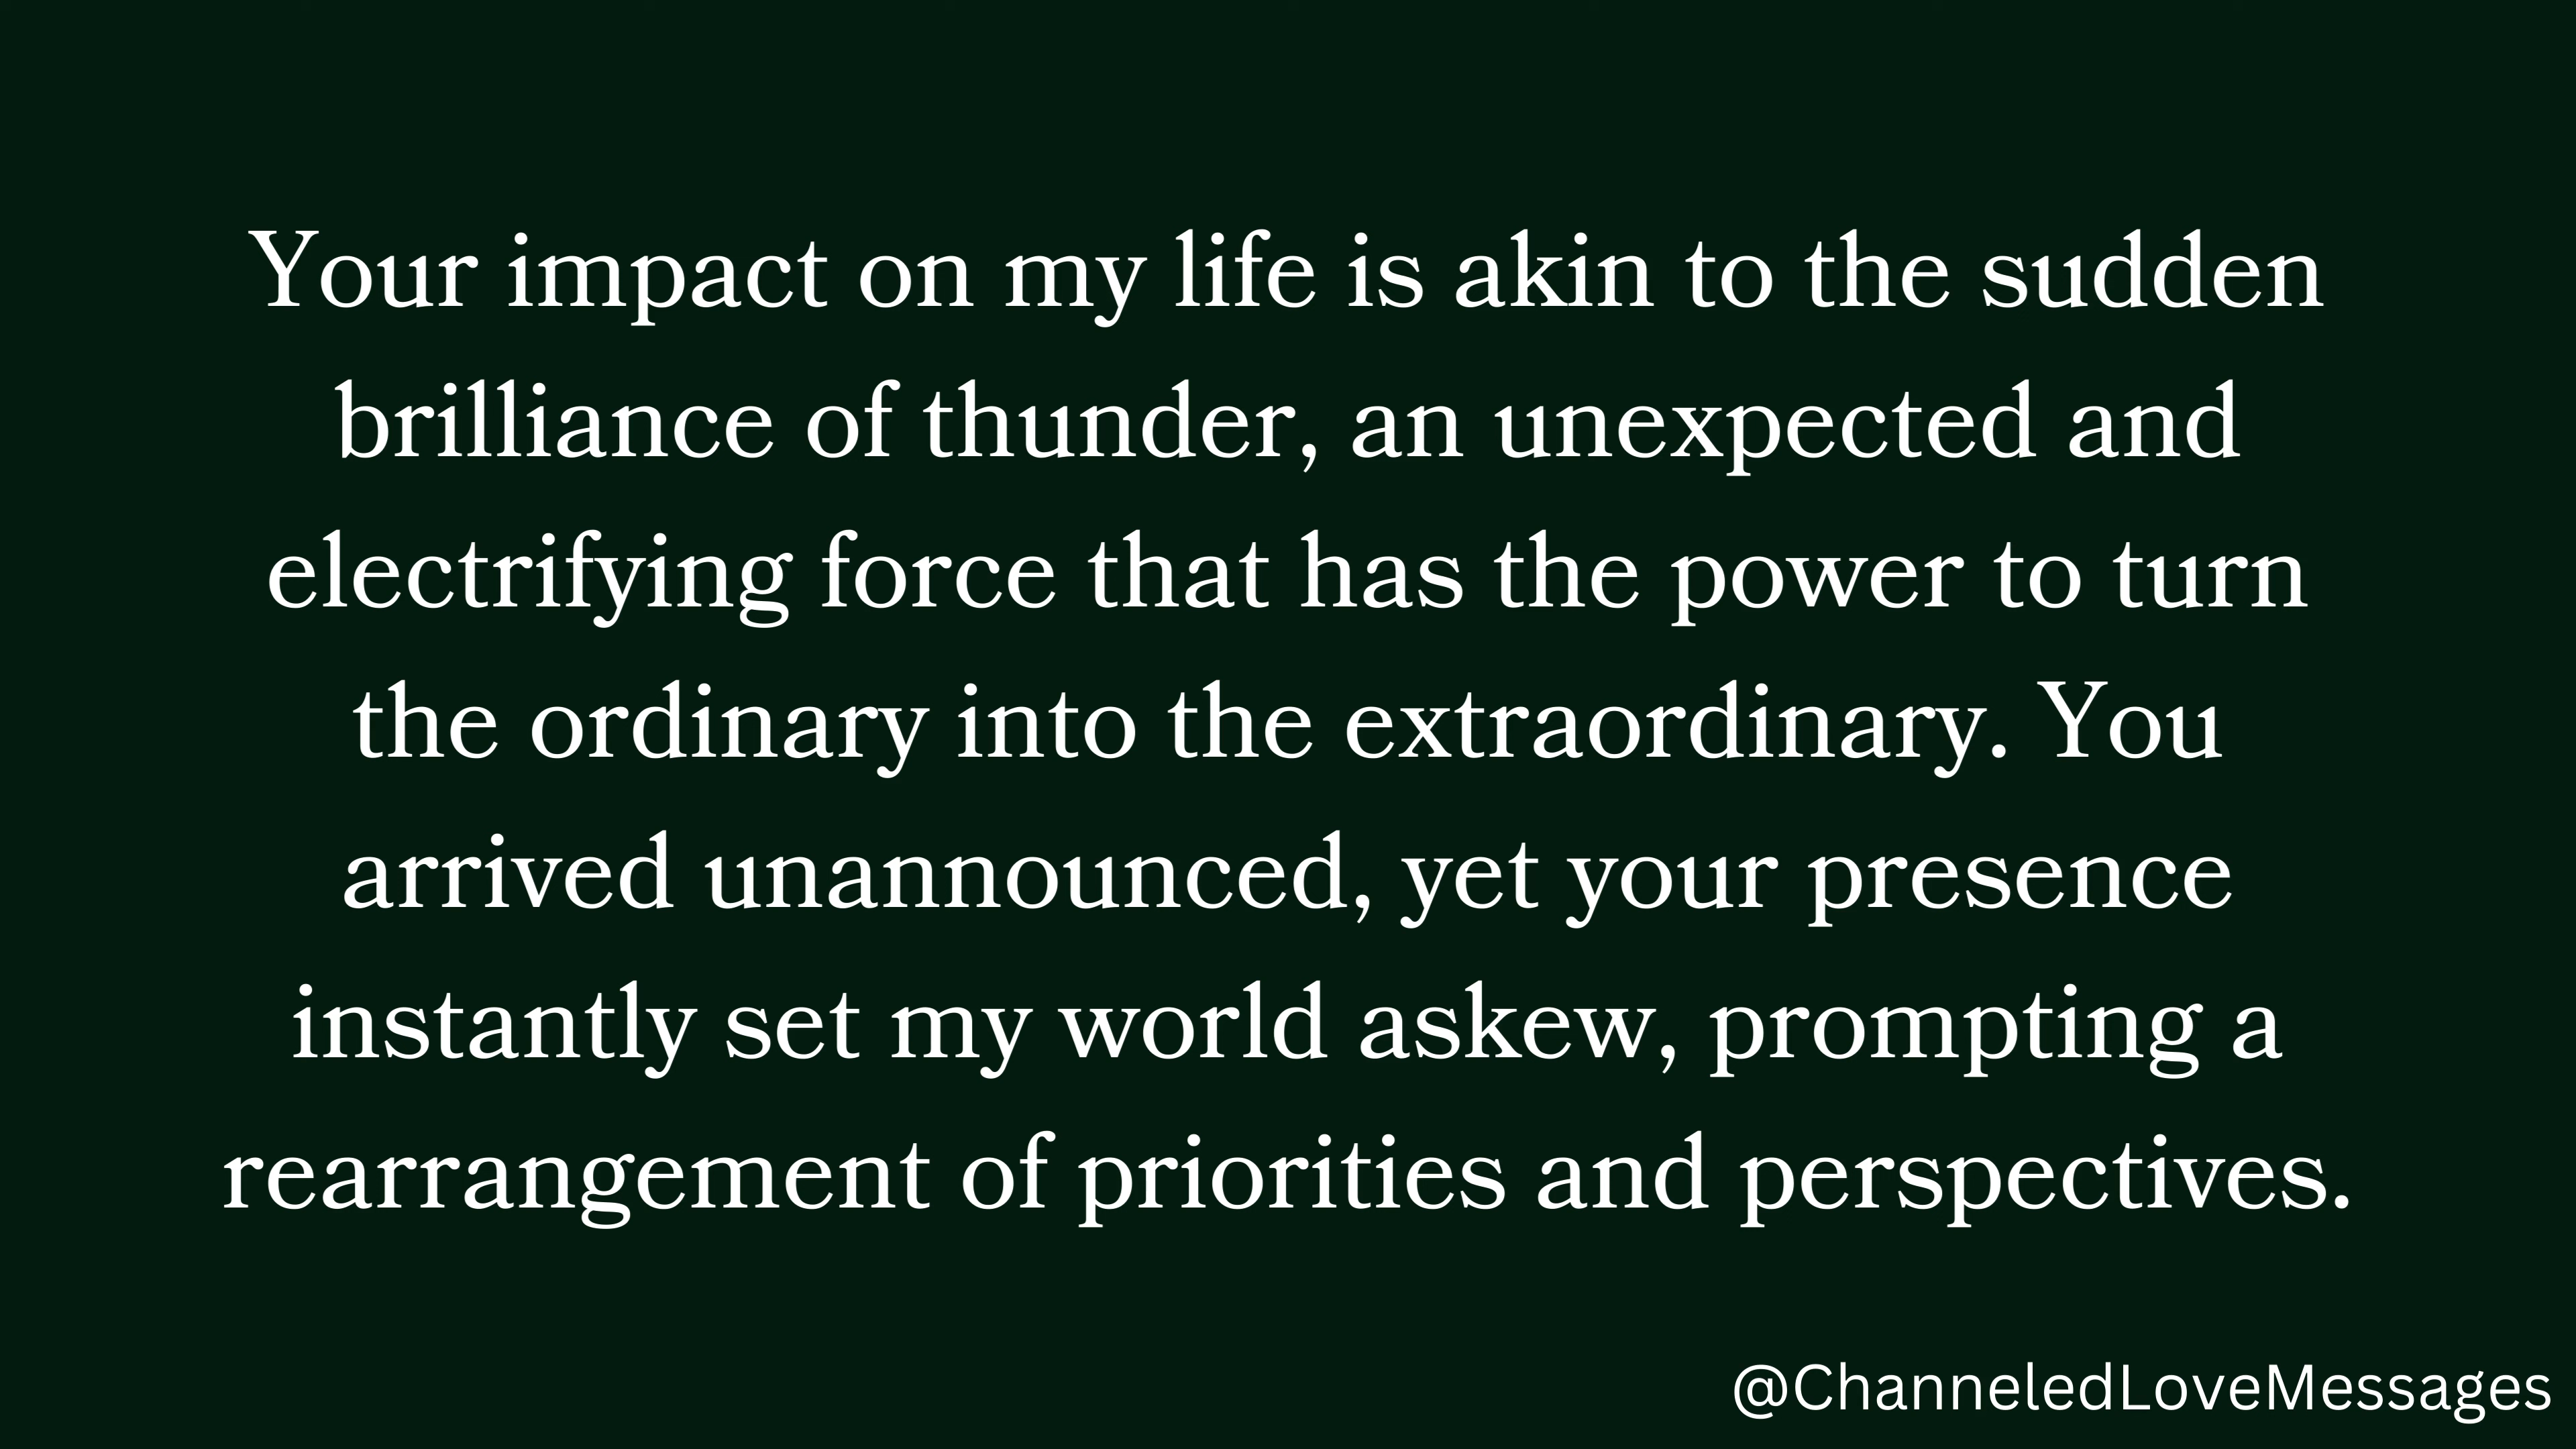 Your impact on my life is akin to the sudden
brilliance of thunder, an unexpected and
electrifying force that has the power to turn
the ordinary into the extraordinary. You
arrived unannounced, yet your presence
instantly set my world askew, prompting a
rearrangement of priorities and perspectives.
@ChanneledLoveMessages